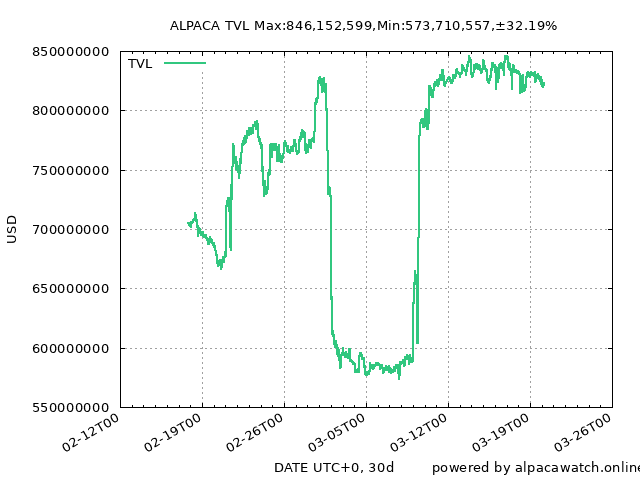 ALPACA TVL Max:846,152,599,Min:573,710,557,±32.19%
TVL
850000000
800000000
750000000
700000000
650000000
600000000
550000000
USD
02-12T00
02-19T00
02-26T00
03-05T00
03-12T00
03-19T00
03-26T00
DATE UTC+0, 30d
powered by alpacawatch.online